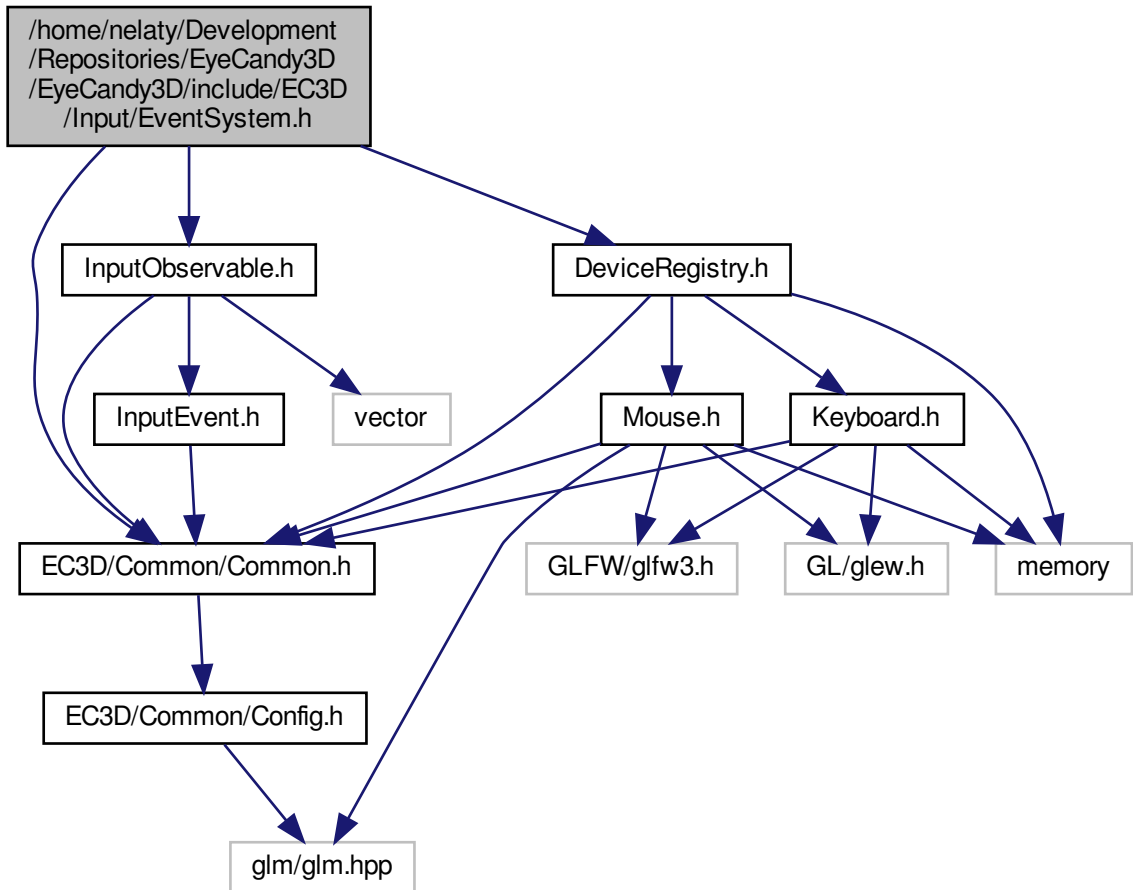 /home/nelaty/Development
/Repositories/EyeCandy3D
/EyeCandy3D/include/EC3D
/Input/EventSystem.h
InputObservable.h
DeviceRegistry.h
InputEvent.h
vector
Mouse.h
Keyboard.h
EC3D/Common/Common.h
GLFW/glfw3.h
GL/glew.h
memory
EC3D/Common/Config.h
glm/glm.hpp